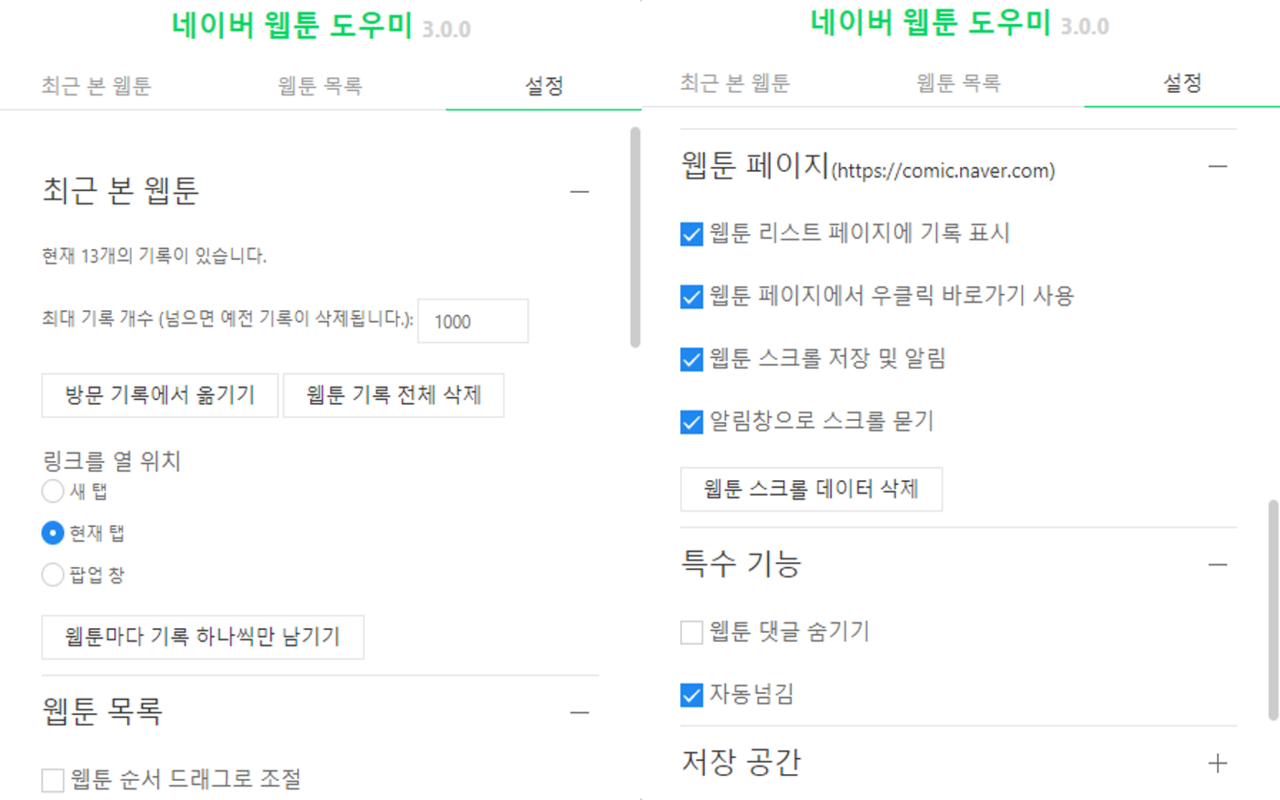 네이버 웹툰 도우미 3.0.0
최근 본 웹툰 웹툰 목록 설정
최근 본 웹툰
현재 13개의 기록이 있습니다.
최대 기록 개수 (넘으면 예전 기록이 삭제됩니다.): 1000
방문 기록에서 옮기기 웹툰 기록 전체 삭제
링크를 열 위치
새 탭
현재 탭
팝업 창
웹툰마다 기록 하나씩만 남기기
웹툰 목록
웹툰 순서 드래그로 조절
네이버 웹툰 도우미 3.0.0
최근 본 웹툰 웹툰 목록 설정
웹툰 페이지(https://comic.naver.com)
웹툰 리스트 페이지에 기록 표시
웹툰 페이지에서 우클릭 바로가기 사용
웹툰 스크롤 저장 및 알림
알림창으로 스크롤 묻기
웹툰 스크롤 데이터 삭제
특수 기능
웹툰 댓글 숨기기
자동넘김
저장 공간